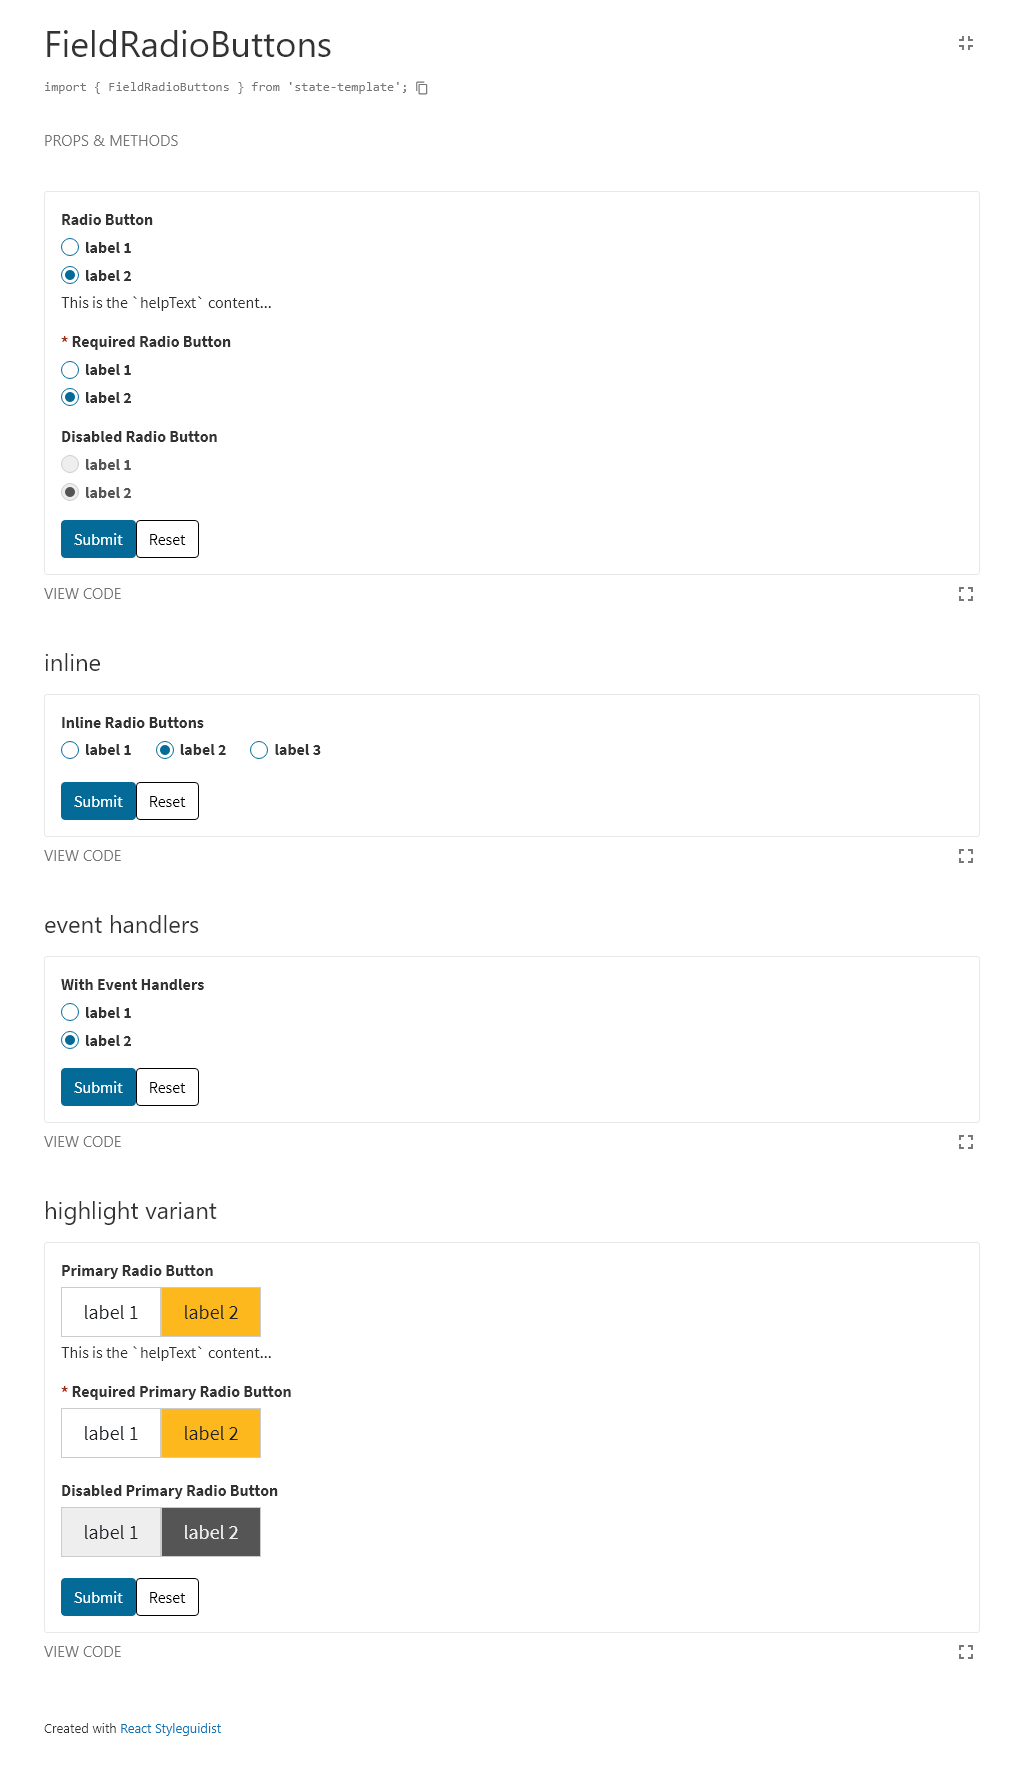 FieldRadioButtons
import { FieldRadioButtons } from 'state-template';
PROPS & METHODS
Radio Button
label 1
label 2
This is the `helpText` content...
* Required Radio Button
label 1
label 2
Disabled Radio Button
label 1
label 2
Submit Reset
VIEW CODE
inline
Inline Radio Buttons
label 1 label 2 label 3
Submit Reset
VIEW CODE
event handlers
With Event Handlers
label 1
label 2
Submit Reset
VIEW CODE
highlight variant
Primary Radio Button
label 1 label 2
This is the `helpText` content...
* Required Primary Radio Button
label 1 label 2
Disabled Primary Radio Button
label 1 label 2
Submit Reset
VIEW CODE
Created with React Styleguidist